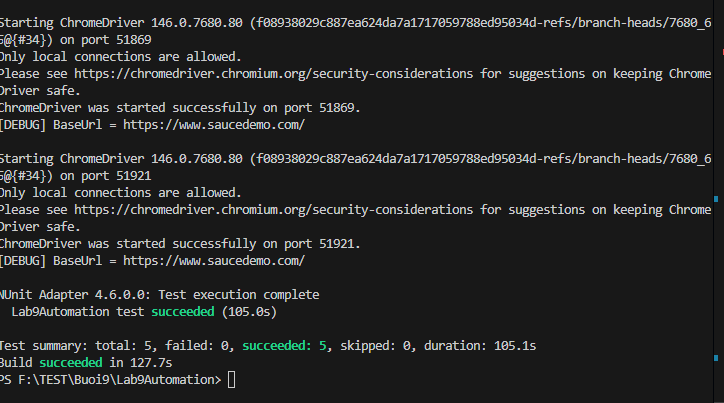 Starting ChromeDriver 146.0.7680.80 (f08938029c887ea624da7a1717059788ed95034d-refs/branch-heads/7680_6
5@{#34}) on port 51869
Only local connections are allowed.
Please see https://chromedriver.chromium.org/security-considerations for suggestions on keeping Chrome
Driver safe.
ChromeDriver was started successfully on port 51869.
[DEBUG] BaseUrl = https://www.saucedemo.com/
Starting ChromeDriver 146.0.7680.80 (f08938029c887ea624da7a1717059788ed95034d-refs/branch-heads/7680_6
5@{#34}) on port 51921
Only local connections are allowed.
Please see https://chromedriver.chromium.org/security-considerations for suggestions on keeping Chrome
Driver safe.
ChromeDriver was started successfully on port 51921.
[DEBUG] BaseUrl = https://www.saucedemo.com/
NUnit Adapter 4.6.0.0: Test execution complete
Lab9Automation test succeeded (105.0s)
Test summary: total: 5, failed: 0, succeeded: 5, skipped: 0, duration: 105.1s
Build succeeded in 127.7s
PS F:\TEST\Buoi9\Lab9Automation>